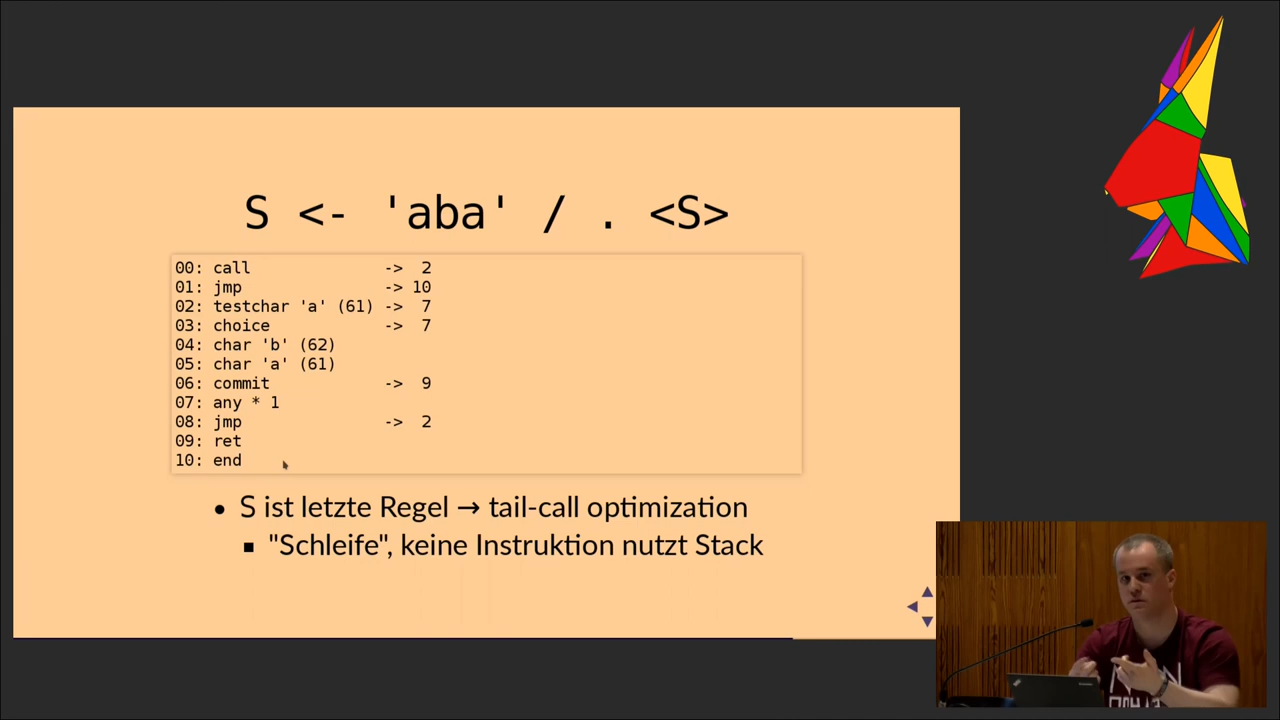 S <- 'aba' / . <S>
00: call -> 2
01: jmp -> 10
02: testchar 'a' (61) -> 7
03: choice -> 7
04: char 'b' (62)
05: char 'a' (61)
06: commit -> 9
07: any * 1
08: jmp -> 2
09: ret
10: end
• S ist letzte Regel → tail-call optimization
▪ "Schleife", keine Instruktion nutzt Stack